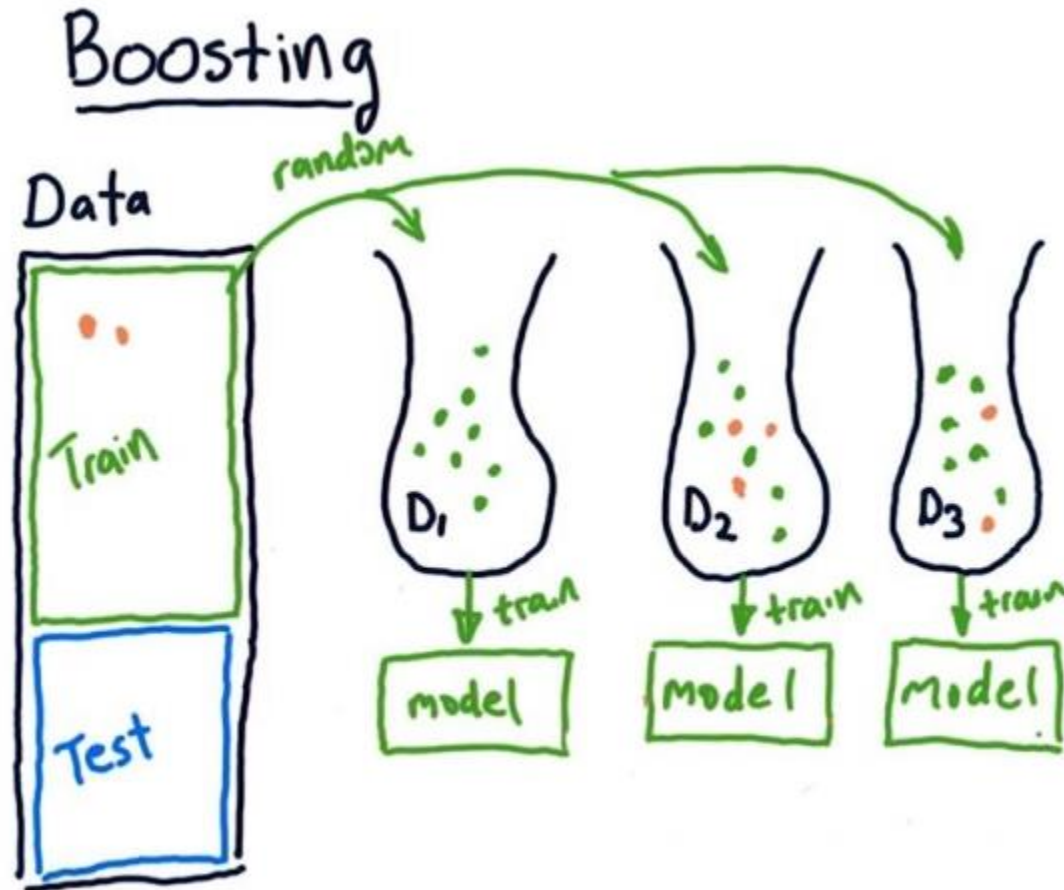 Boosting
random
Data
Train
D1
D2
D3
train
train
train
model
model
Model
Test